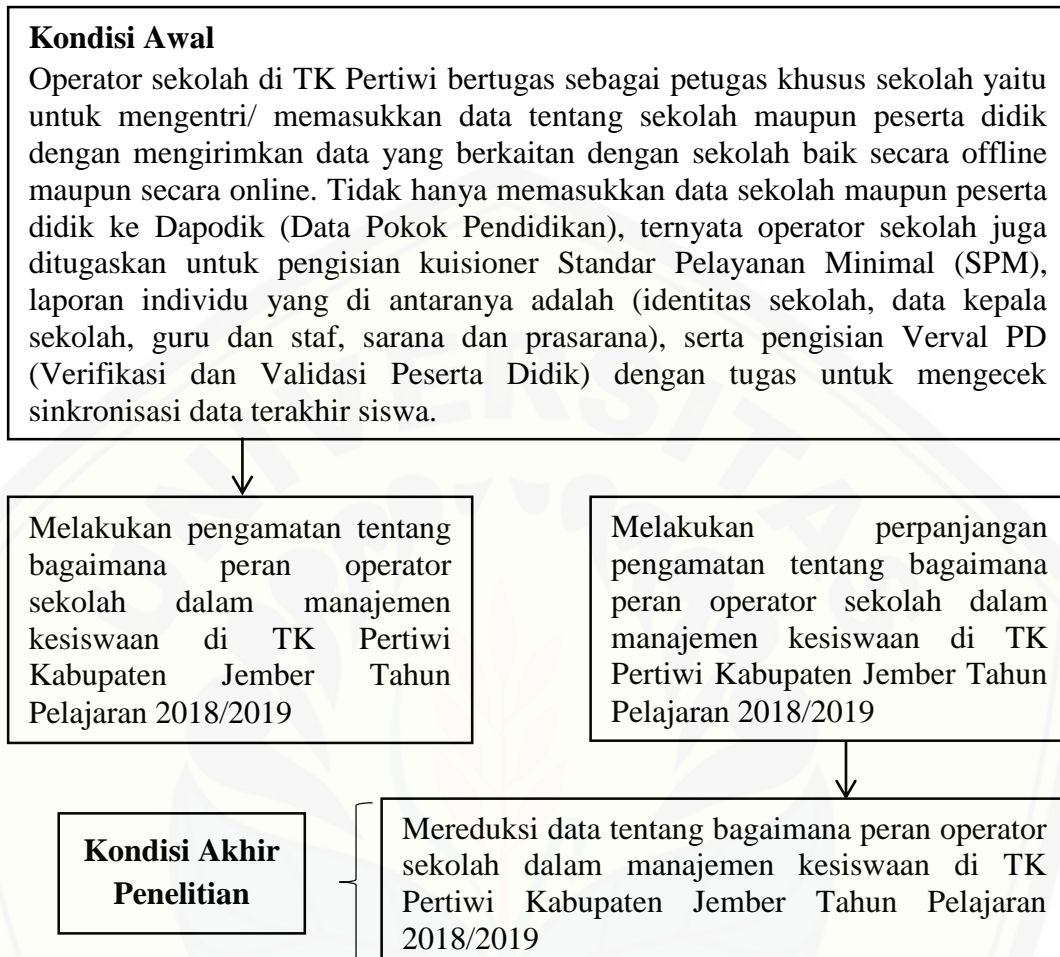 Kondisi Awal
Operator sekolah di TK Pertiwi bertugas sebagai petugas khusus sekolah yaitu
untuk mengentri/ memasukkan data tentang sekolah maupun peserta didik
dengan mengirimkan data yang berkaitan dengan sekolah baik secara offline
maupun secara online. Tidak hanya memasukkan data sekolah maupun peserta
didik ke Dapodik (Data Pokok Pendidikan), ternyata operator sekolah juga
ditugaskan untuk pengisian kuisioner Standar Pelayanan Minimal (SPM),
laporan individu yang di antaranya adalah (identitas sekolah, data kepala
sekolah, guru dan staf, sarana dan prasarana), serta pengisian Verval PD
(Verifikasi dan Validasi Peserta Didik) dengan tugas untuk mengecek
sinkronisasi data terakhir siswa.
Melakukan pengamatan tentang
bagaimana peran operator
sekolah dalam manajemen
kesiswaan di TK Pertiwi
Kabupaten Jember Tahun
Pelajaran 2018/2019
Melakukan perpanjangan
pengamatan tentang bagaimana
peran operator sekolah dalam
manajemen kesiswaan di TK
Pertiwi Kabupaten Jember Tahun
Pelajaran 2018/2019
Kondisi Akhir
Penelitian
Mereduksi data tentang bagaimana peran operator
sekolah dalam manajemen kesiswaan di TK
Pertiwi Kabupaten Jember Tahun Pelajaran
2018/2019
UNIVERSITAS